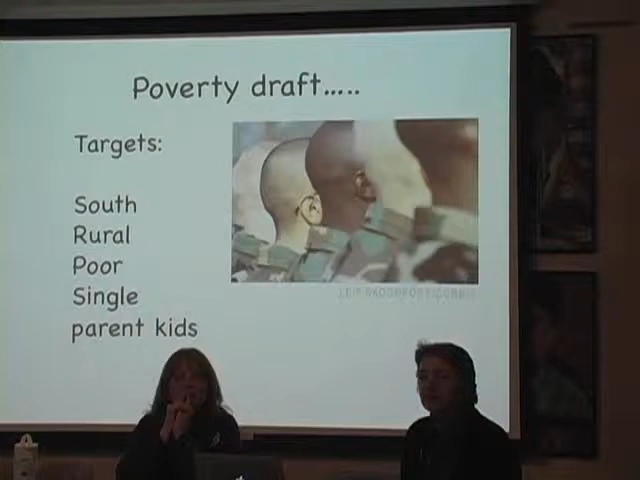 Poverty draft.....
Targets:
South
Rural
Poor
Single
parent kids